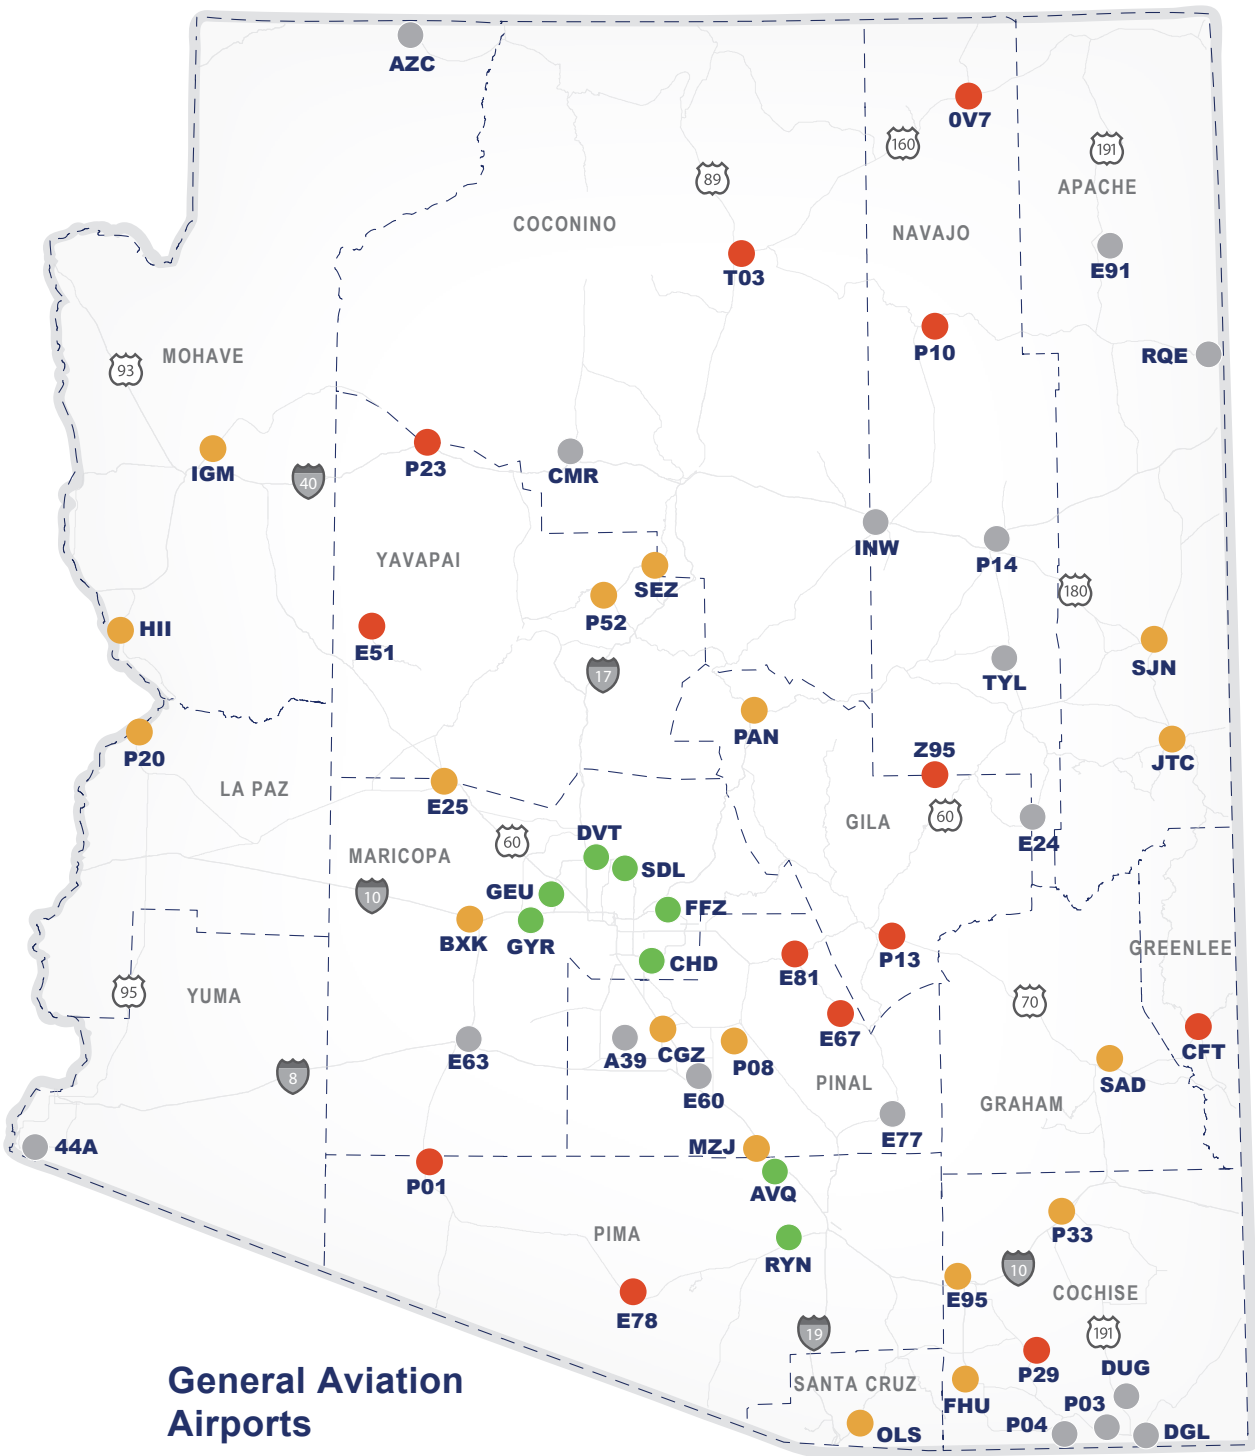 AZC
0V7
160
191
89
APACHE
COCONINO
NAVAJO
E91
T03
P10
RQE
MOHAVE
93
IGM
P23
CMR
40
INW
P14
YAVAPAI
SEZ
180
P52
HII
E51
SJN
17
TYL
PAN
P20
Z95
JTC
LA PAZ
E25
GILA
60
DVT
60
E24
MARICOPA
SDL
GEU
10
FFZ
BXK
GYR
GREENLEE
P13
CHD
E81
95
YUMA
70
E67
CFT
E63
A39
CGZ
P08
8
PINAL
SAD
E60
GRAHAM
E77
44A
MZJ
P01
AVQ
PIMA
P33
RYN
10
E95
COCHISE
E78
19
191
P29
DUG
SANTA CRUZ
General Aviation
FHU
P03
Airports
OLS
P04
DGL